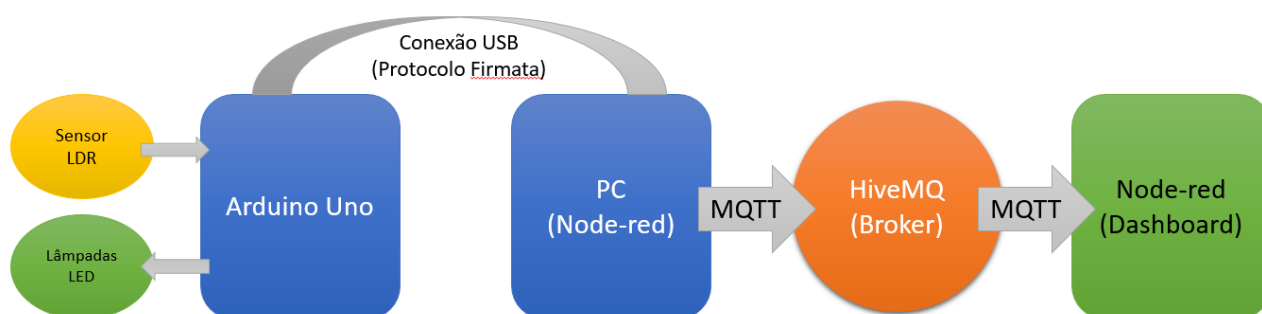 Conexão USB
(Protocolo Firmata)
Sensor
LDR
Arduino Uno
Lâmpadas
LED
PC
(Node-red)
MQTT
HiveMQ
(Broker)
MQTT
Node-red
(Dashboard)